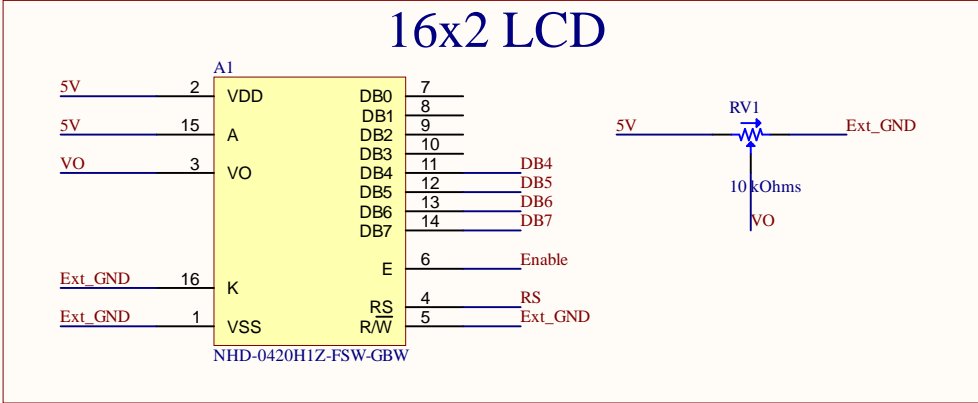 16x2 LCD
A1
5V 2 VDD DB0 7
DB1 8
5V 15 A DB2 9
DB3 10
VO 3 VO DB4 11 DB4
DB5 12 DB5
DB6 13 DB6
DB7 14 DB7
E 6 Enable
Ext_GND 16 K
RS 4 RS
Ext_GND 1 VSS R/W 5 Ext_GND
NHD-0420H1Z-FSW-GBW
RV1
5V Ext_GND
10 kOhms
VO